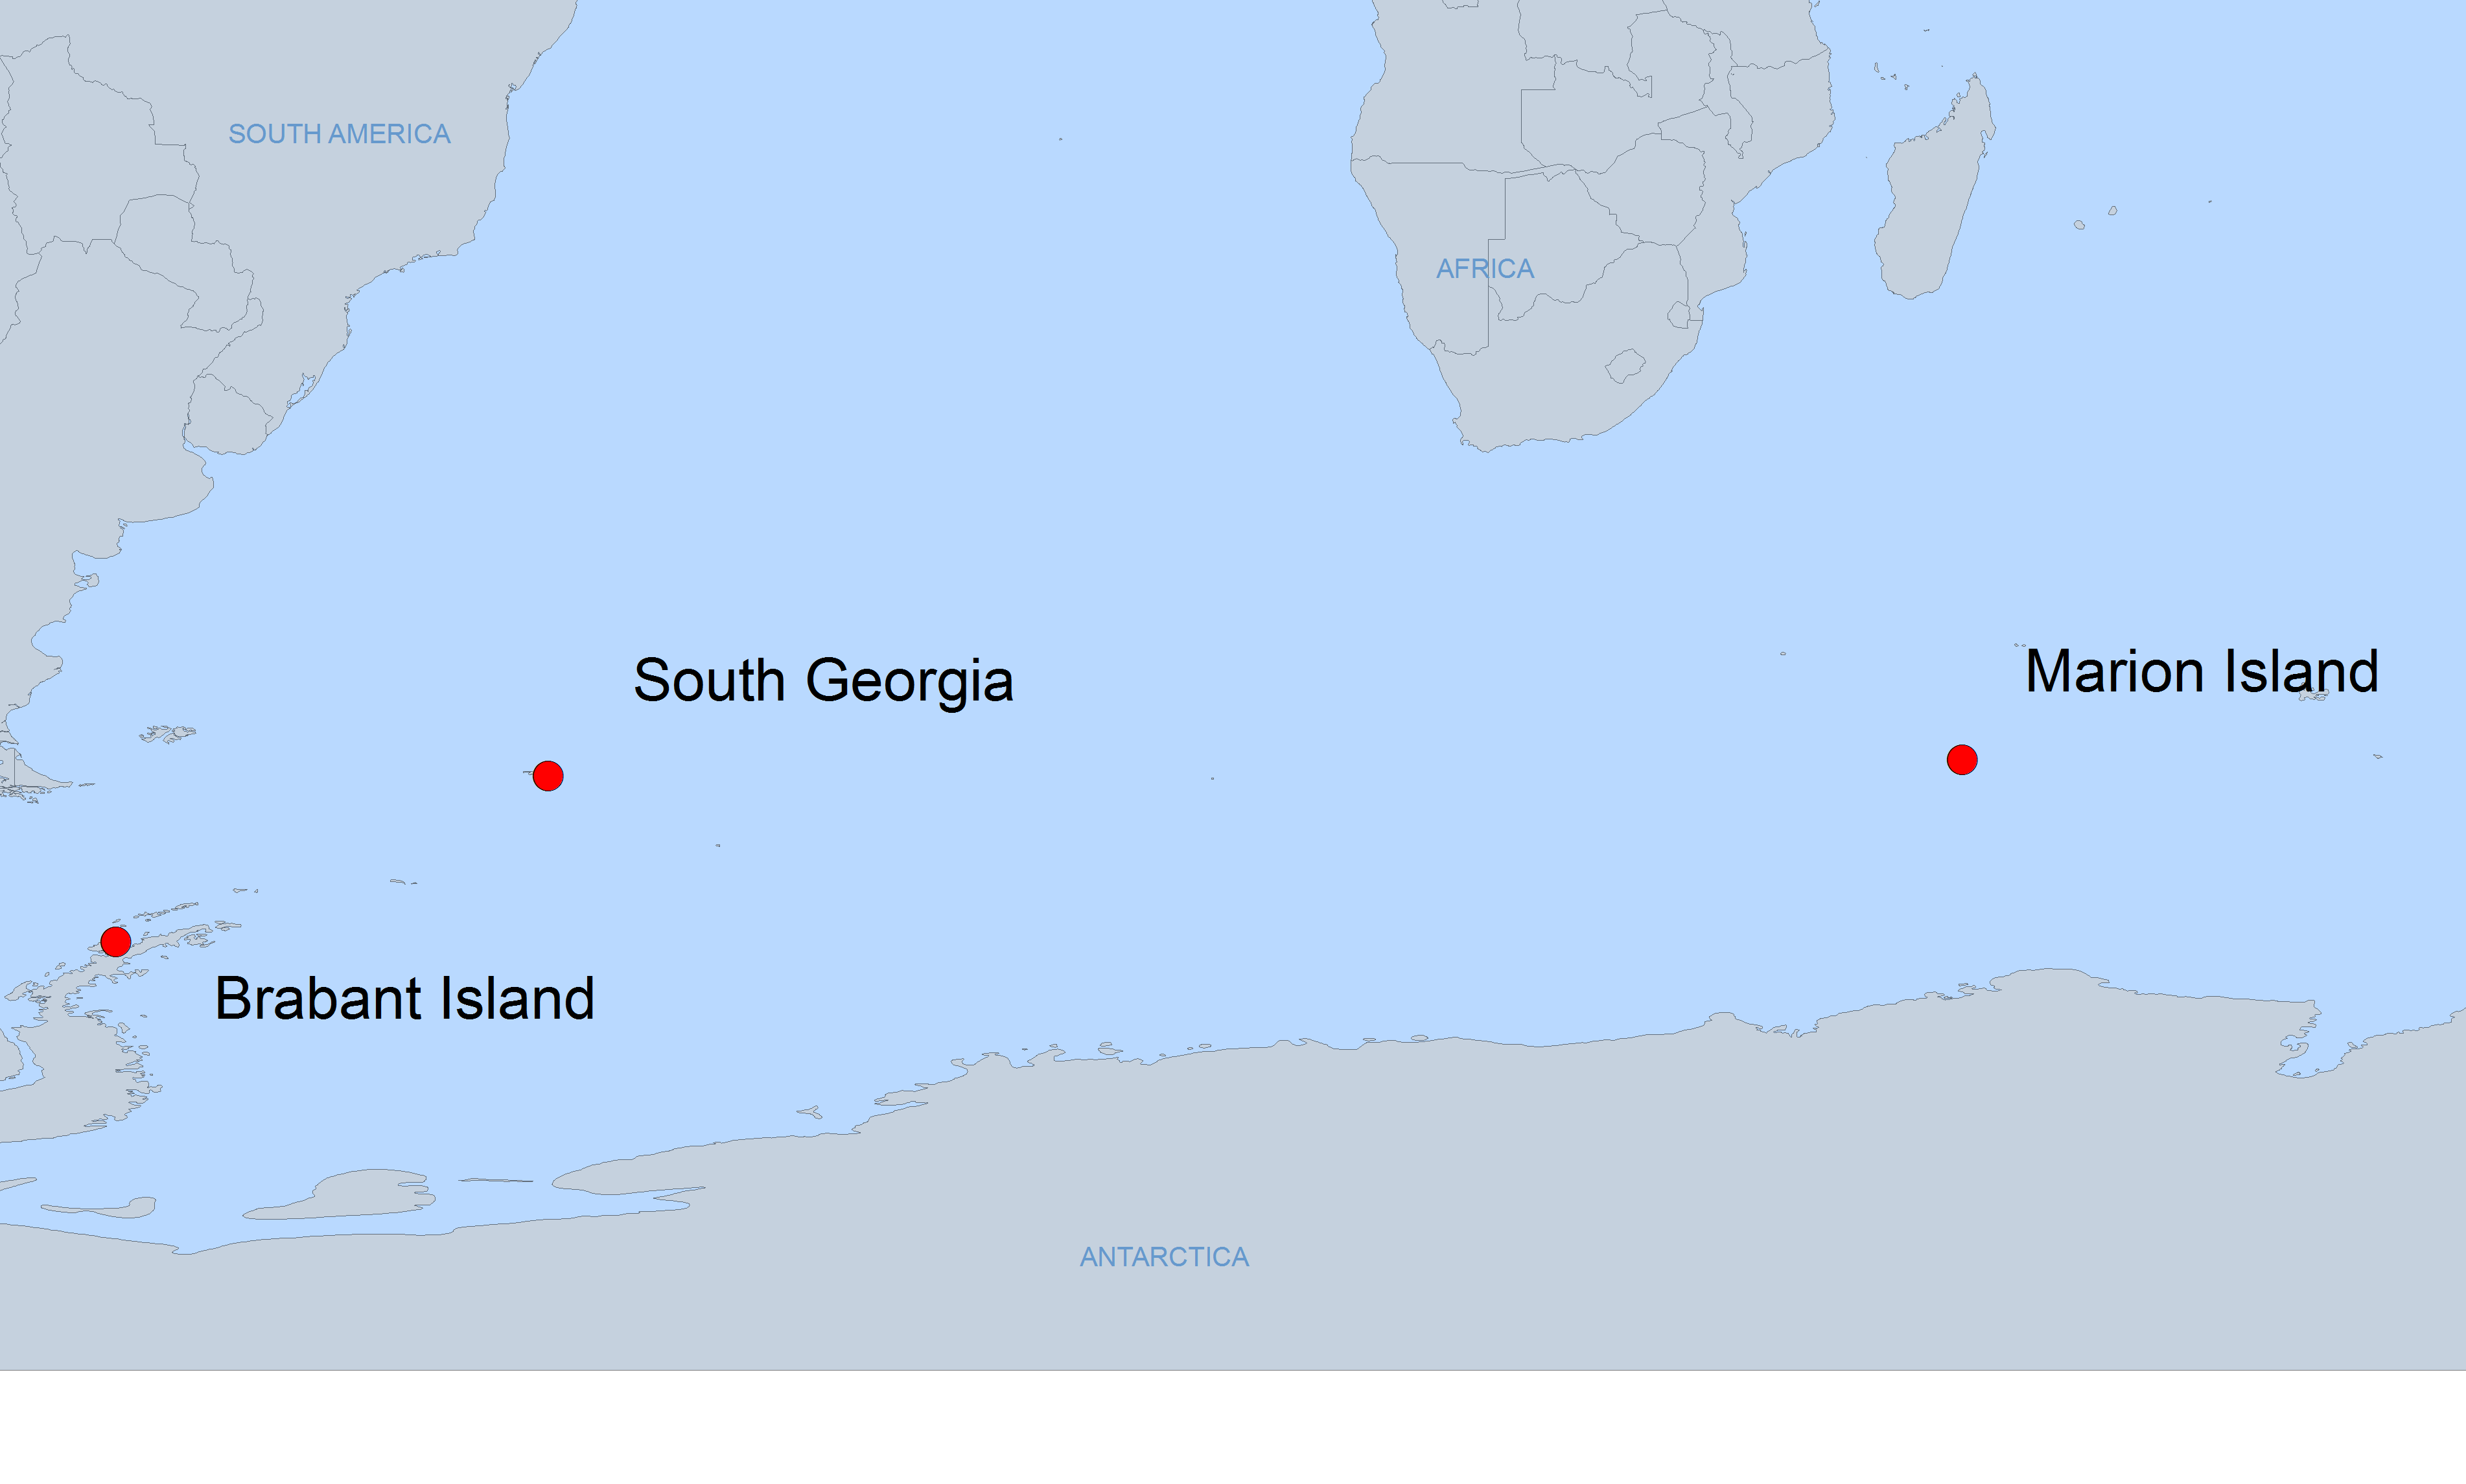 SOUTH AMERICA
AFRICA
South Georgia
Marion Island
Brabant Island
ANTARCTICA